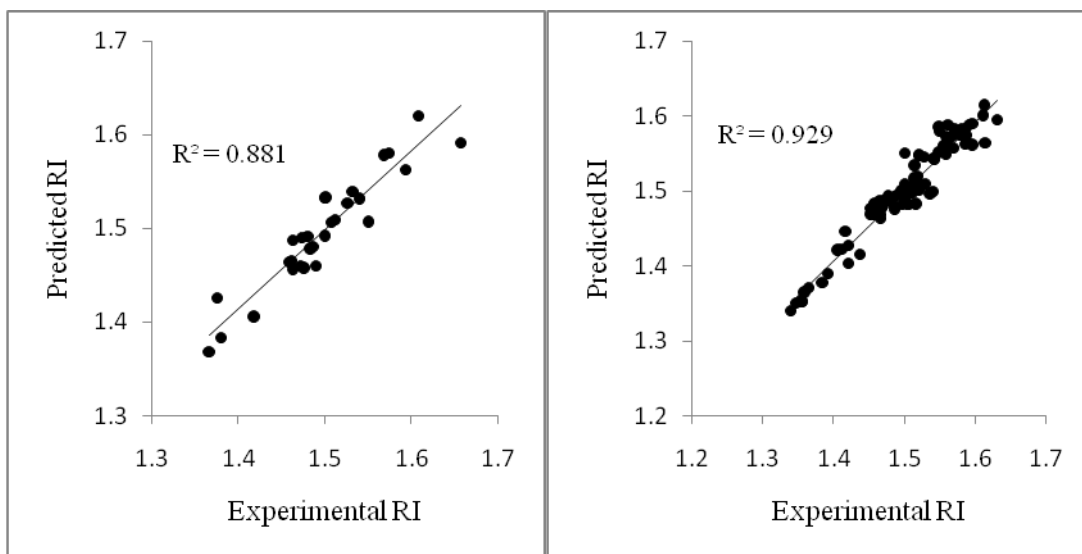 1.7
1.6
1.5
1.4
1.3
Predicted RI
R² = 0.881
1.3 1.4 1.5 1.6 1.7
Experimental RI
1.7
1.6
1.5
1.4
1.3
1.2
Predicted RI
R² = 0.929
1.2 1.3 1.4 1.5 1.6 1.7
Experimental RI